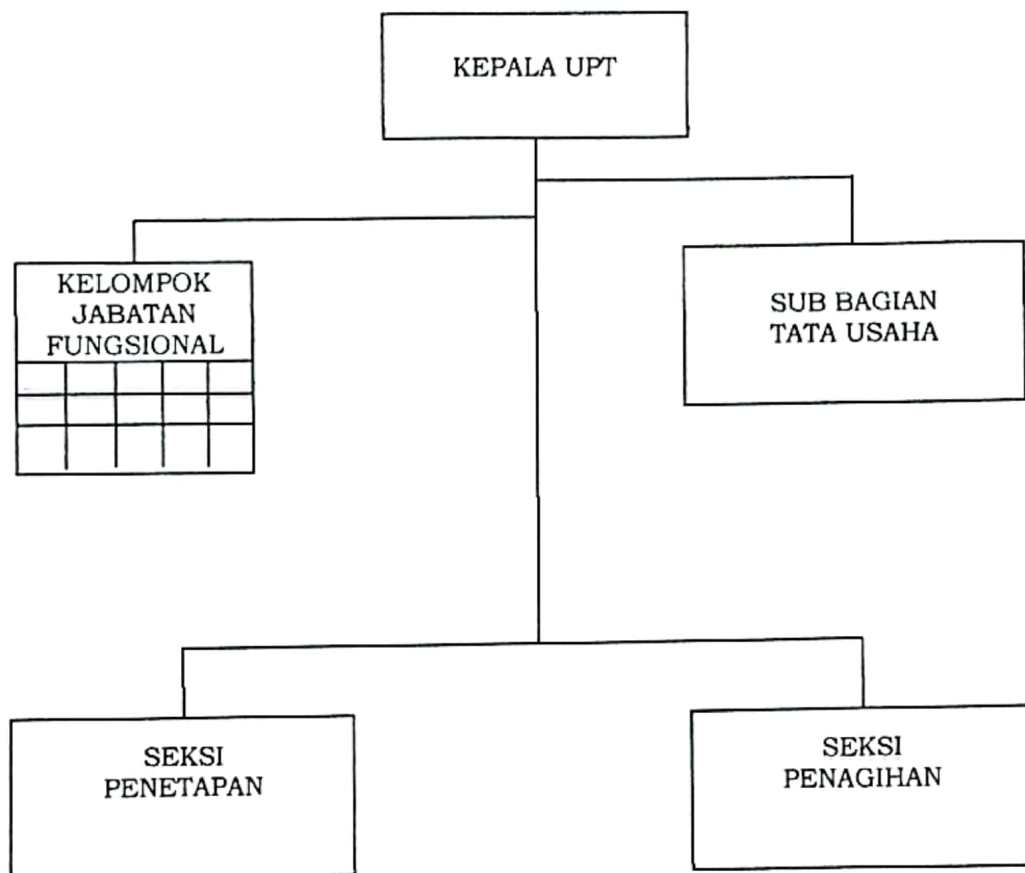 KEPALA UPT
KELOMPOK
JABATAN
FUNGSIONAL
SUB BAGIAN
TATA USAHA
SEKSI
PENETAPAN
SEKSI
PENAGIHAN